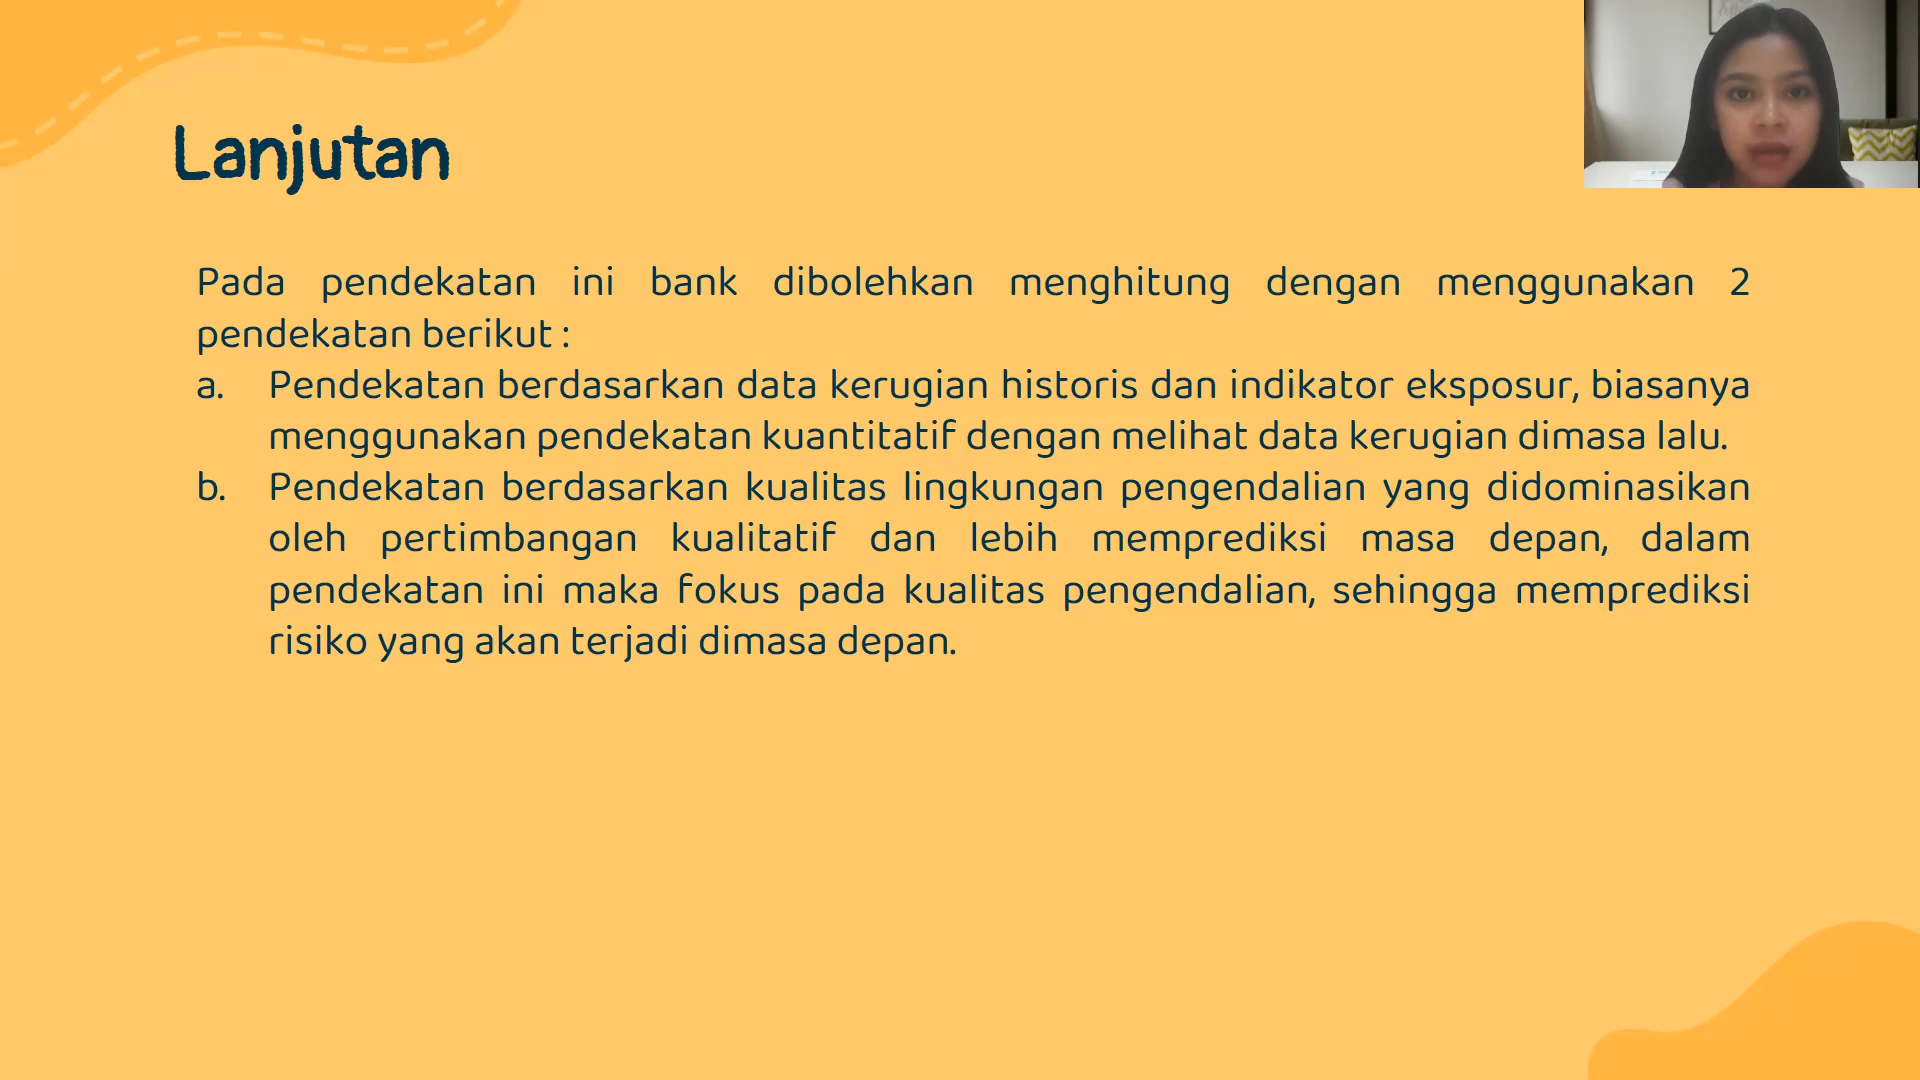 Lanjutan
Pada pendekatan ini bank dibolehkan menghitung dengan menggunakan 2
pendekatan berikut :
a. Pendekatan berdasarkan data kerugian historis dan indikator eksposur, biasanya
menggunakan pendekatan kuantitatif dengan melihat data kerugian dimasa lalu.
b. Pendekatan berdasarkan kualitas lingkungan pengendalian yang didominasikan
oleh pertimbangan kualitatif dan lebih memprediksi masa depan, dalam
pendekatan ini maka fokus pada kualitas pengendalian, sehingga memprediksi
risiko yang akan terjadi dimasa depan.